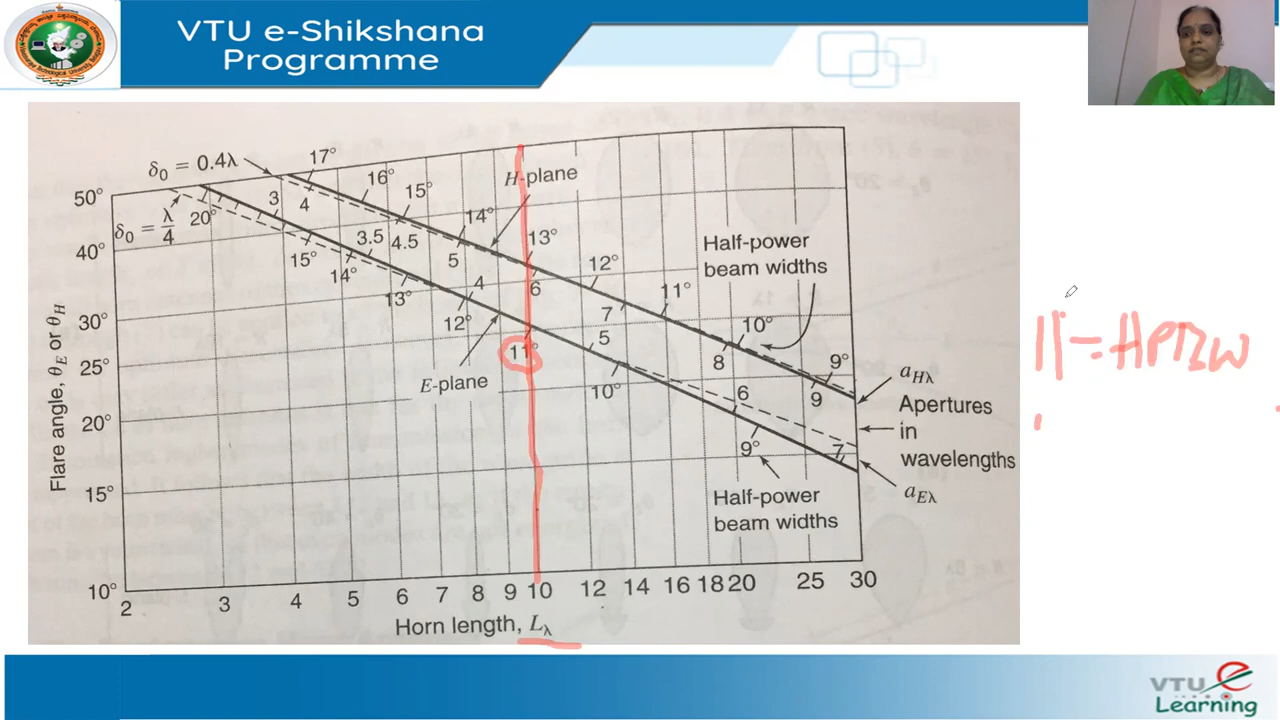 VTU e-Shikshana
Programme
δ₀ = 0.4λ
17°
16°
15°
14°
H-plane
13°
12°
11°
10°
9°
50°
40°
30°
25°
20°
15°
10°
δ₀ = λ/4
20°
3
4
3.5
4.5
5
6
7
8
9
15°
14°
13°
12°
11°
10°
9°
4
5
6
7
Half-power
beam widths
E-plane
Half-power
beam widths
aHλ
Apertures
in
wavelengths
aEλ
Flare angle, θE or θH
2 3 4 5 6 7 8 9 10 12 14 16 18 20 25 30
Horn length, Lλ
11°-= HPBW
VTU e
Learning